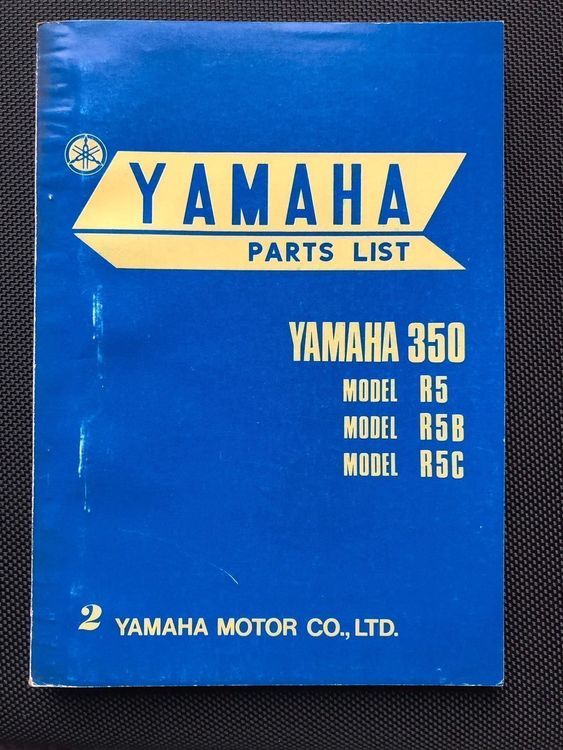 YAMAHA
PARTS LIST
YAMAHA 350
MODEL R5
MODEL R5B
MODEL R5C
2 YAMAHA MOTOR CO., LTD.